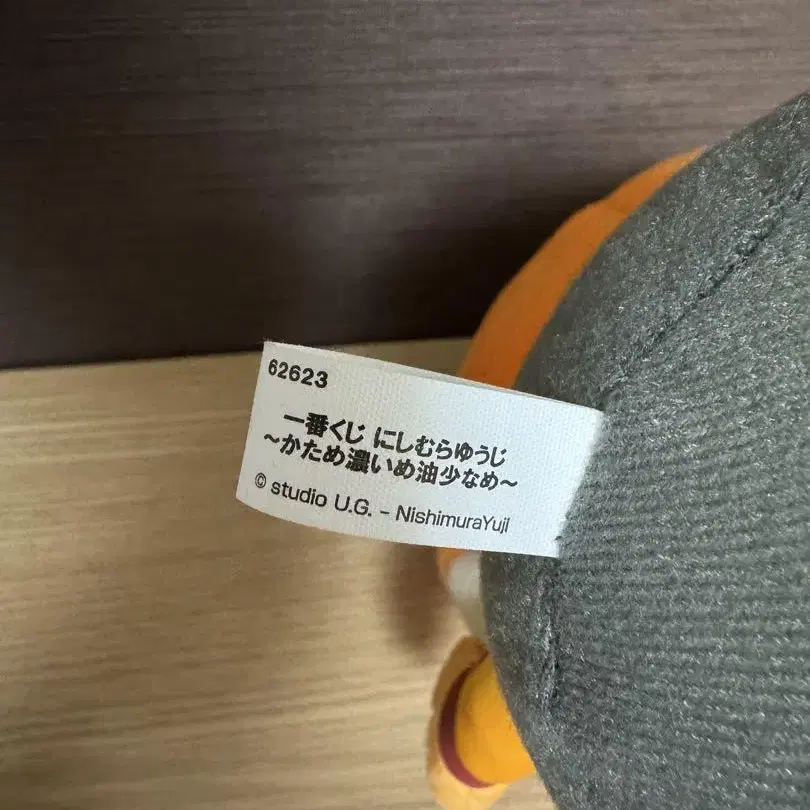 62623
一番くじ にしむらゆうじ
～かため濃いめ油少なめ～
© studio U.G. - NishimuraYuji